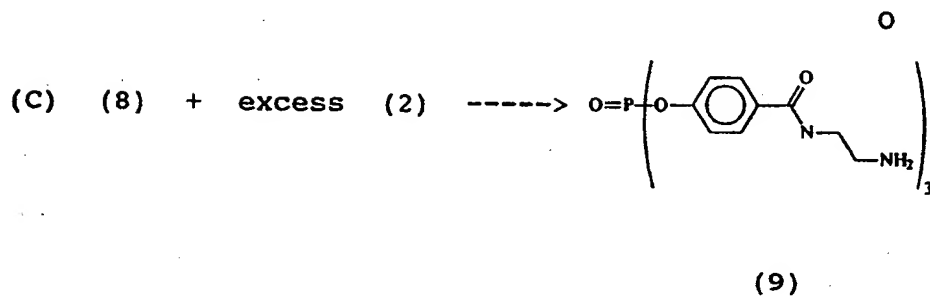 O
(C) (8) + excess (2) -----> O=P O O N NH₂ 3
(9)